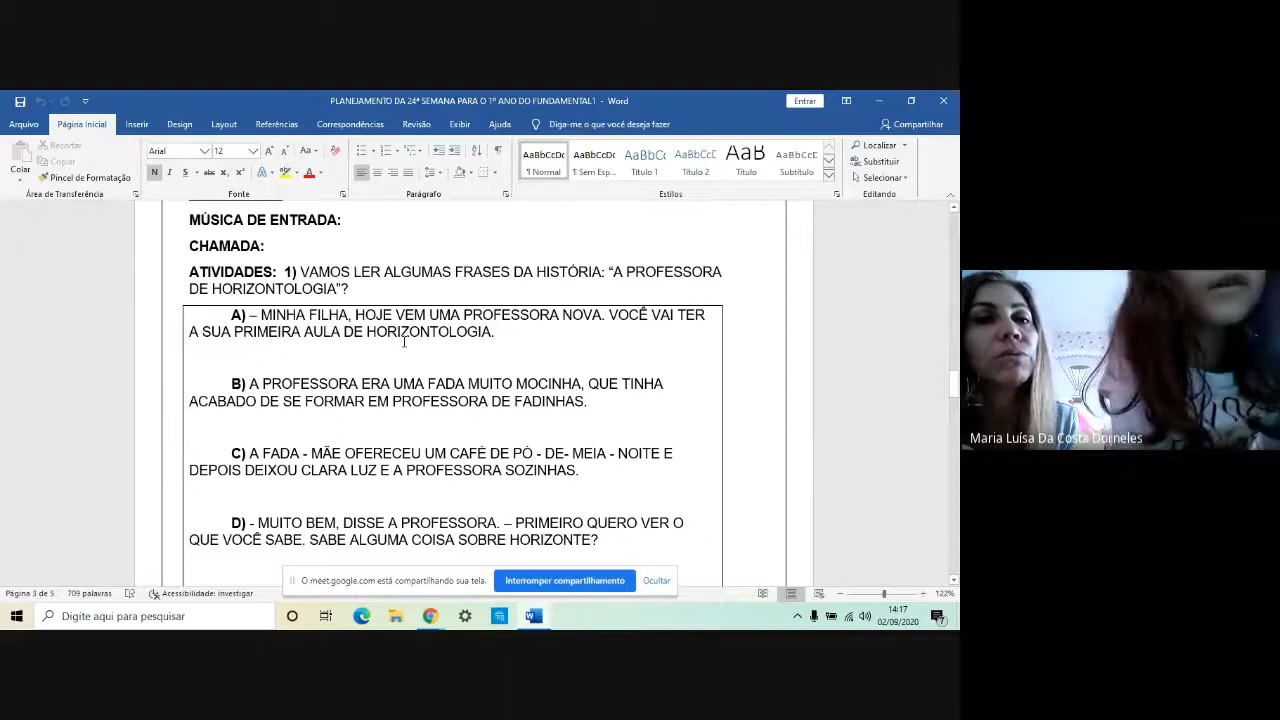 PLANEJAMENTO DA 24ª SEMANA PARA O 1º ANO DO FUNDAMENTAL1 - Word
Entrar
Arquivo Página Inicial Inserir Design Layout Referências Correspondências Revisão Exibir Ajuda Diga-me o que você deseja fazer Compartilhar
Colar
Recortar
Copiar
Pincel de Formatação
Área de Transferência
Arial 12
Fonte
Parágrafo
AaBbCcDc AaBbCcDc AaBbCcC AaBbCcD AaB AaBbCcC
¶ Normal ¶ Sem Esp... Título 1 Título 2 Título Subtítulo
Estilos
Localizar
Substituir
Selecionar
Editando
MÚSICA DE ENTRADA:
CHAMADA:
ATIVIDADES: 1) VAMOS LER ALGUMAS FRASES DA HISTÓRIA: “A PROFESSORA
DE HORIZONTOLOGIA”?
A) – MINHA FILHA, HOJE VEM UMA PROFESSORA NOVA. VOCÊ VAI TER
A SUA PRIMEIRA AULA DE HORIZONTOLOGIA.
B) A PROFESSORA ERA UMA FADA MUITO MOCINHA, QUE TINHA
ACABADO DE SE FORMAR EM PROFESSORA DE FADINHAS.
C) A FADA - MÃE OFERECEU UM CAFÉ DE PÓ - DE- MEIA - NOITE E
DEPOIS DEIXOU CLARA LUZ E A PROFESSORA SOZINHAS.
D) - MUITO BEM, DISSE A PROFESSORA. – PRIMEIRO QUERO VER O
QUE VOCÊ SABE. SABE ALGUMA COISA SOBRE HORIZONTE?
O meet.google.com está compartilhando sua tela. Interromper compartilhamento Ocultar
Página 3 de 5 709 palavras Acessibilidade: investigar 122%
Digite aqui para pesquisar
14:17
02/09/2020
Maria Luísa Da Costa Dorneles